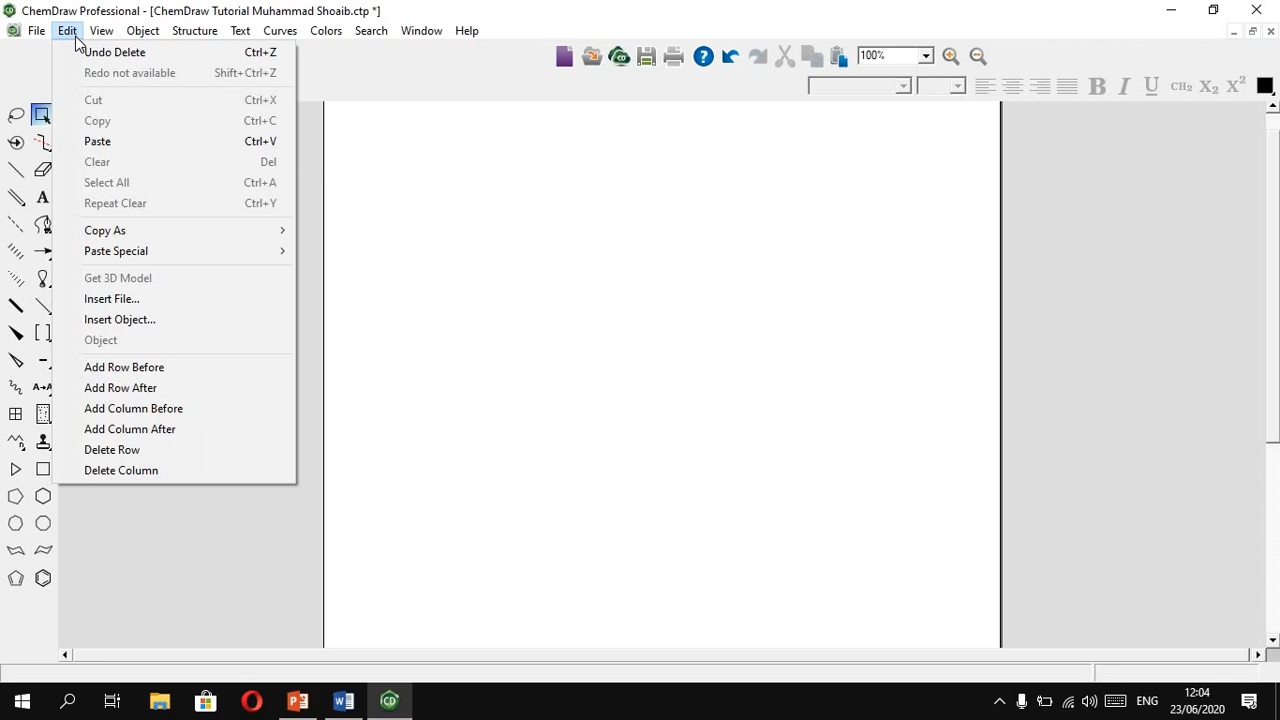 ChemDraw Professional - [ChemDraw Tutorial Muhammad Shoaib.ctp *]
File Edit View Object Structure Text Curves Colors Search Window Help
100%
B I U CH2 X2 X2
Undo Delete Ctrl+Z
Redo not available Shift+Ctrl+Z
Cut Ctrl+X
Copy Ctrl+C
Paste Ctrl+V
Clear Del
Select All Ctrl+A
Repeat Clear Ctrl+Y
Copy As
Paste Special
Get 3D Model
Insert File...
Insert Object...
Object
Add Row Before
Add Row After
Add Column Before
Add Column After
Delete Row
Delete Column
A
A→A
ENG
12:04
23/06/2020